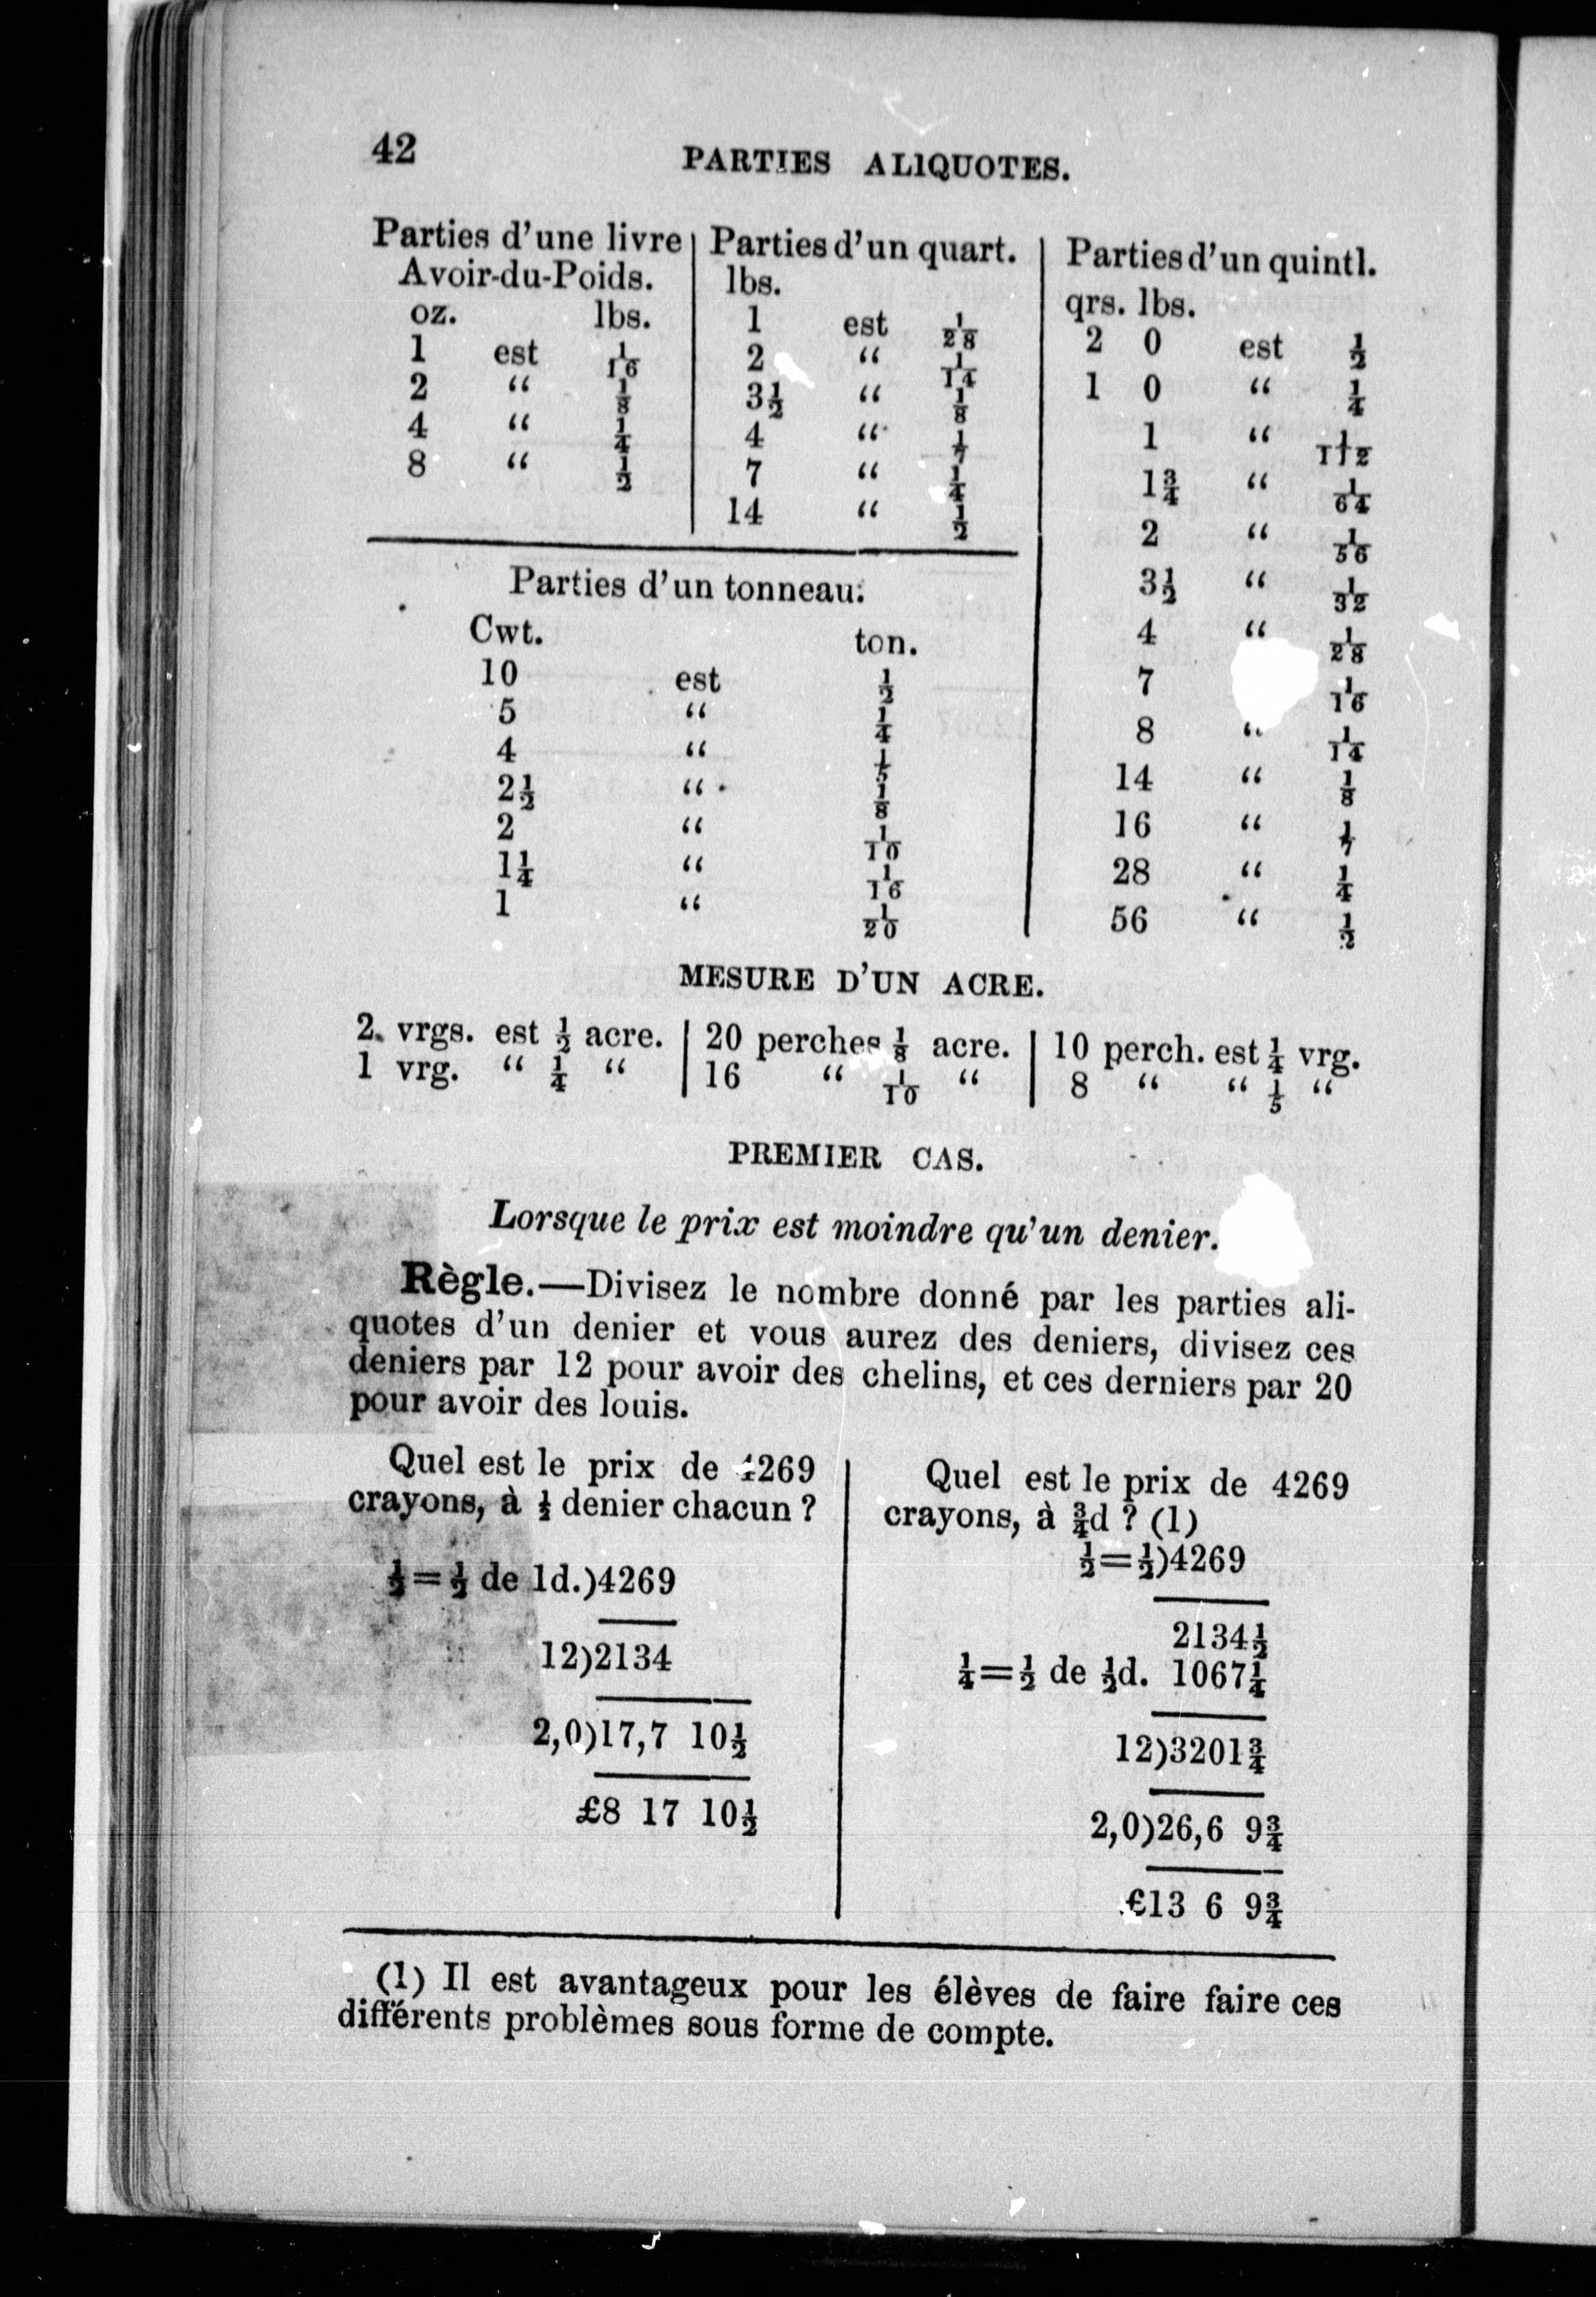 42
PARTIES ALIQUOTES.
Parties d'une livre
Avoir-du-Poids.
oz. lbs.
1 est 1/16
2 “ 1/8
4 “ 1/4
8 “ 1/2
Parties d'un quart.
lbs.
1 est 1/28
2 “ 1/14
3½ “ 1/8
4 “ 1/7
7 “ 1/4
14 “ 1/2
Parties d'un quintl.
qrs. lbs.
2 0 est 1/2
1 0 “ 1/4
1 “ 1/112
1¾ “ 1/64
2 “ 1/56
3½ “ 1/32
4 “ 1/28
7 1/16
8 “ 1/14
14 “ 1/8
16 “ 1/7
28 “ 1/4
56 “ 1/2
Parties d'un tonneau.
Cwt. ton.
10 est 1/2
5 “ 1/4
4 “ 1/5
2½ “ 1/8
2 “ 1/10
1¼ “ 1/16
1 “ 1/20
MESURE D'UN ACRE.
2 vrgs. est ½ acre.
1 vrg. “ ¼ “
20 perches ⅛ acre.
16 “ 1/10 “
10 perch. est ¼ vrg.
8 “ “ 1/5 “
PREMIER CAS.
Lorsque le prix est moindre qu'un denier.
Règle.—Divisez le nombre donné par les parties ali-
quotes d'un denier et vous aurez des deniers, divisez ces
deniers par 12 pour avoir des chelins, et ces derniers par 20
pour avoir des louis.
Quel est le prix de 4269
crayons, à ½ denier chacun ?
½=½ de 1d.)4269
12)2134
2,0)17,7 10½
£8 17 10½
Quel est le prix de 4269
crayons, à ¾d ? (1)
½=½)4269
2134½
¼=½ de ½d. 1067¼
12)3201¾
2,0)26,6 9¾
£13 6 9¾
(1) Il est avantageux pour les élèves de faire faire ces
différents problèmes sous forme de compte.